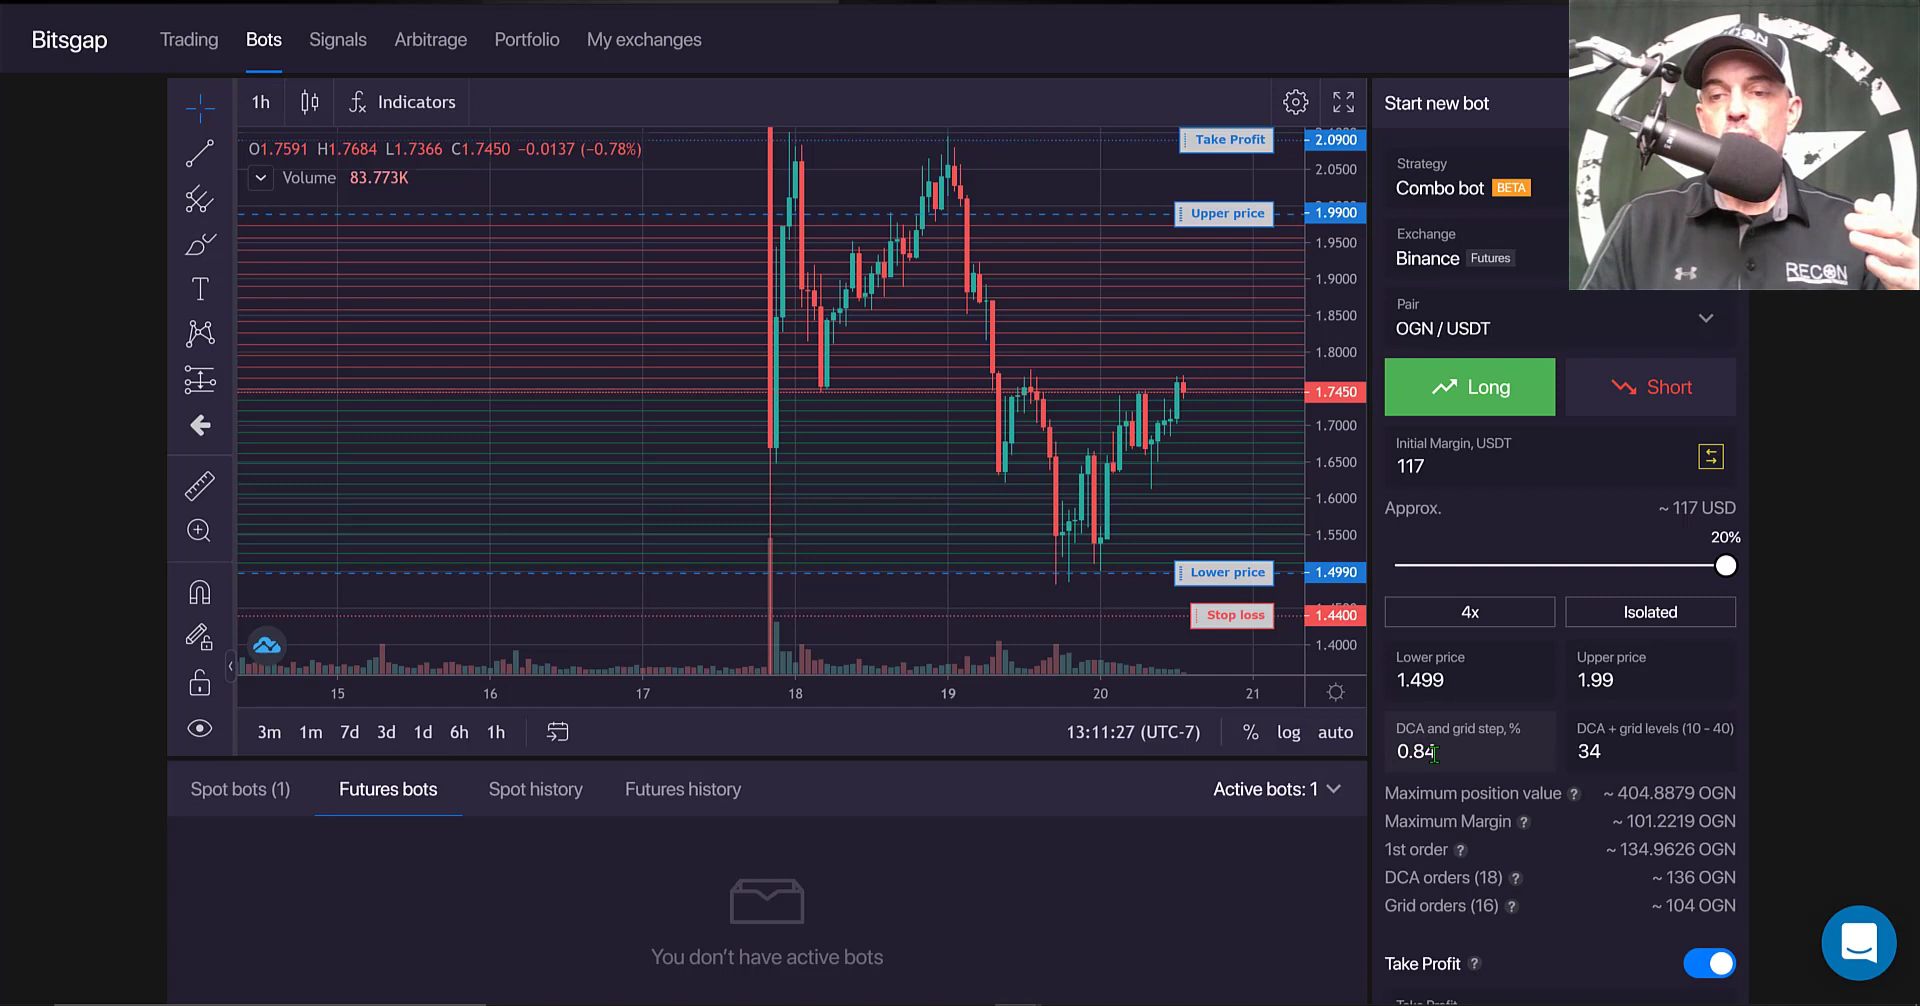 Bitsgap
Trading
Bots
Signals
Arbitrage
Portfolio
My exchanges
1h
Indicators
O1.7591 H1.7684 L1.7366 C1.7450 −0.0137 (−0.78%)
Volume 83.773K
Take Profit
2.0900
2.0500
Upper price
1.9900
1.9500
1.9000
1.8500
1.8000
1.7450
1.7000
1.6500
1.6000
1.5500
Lower price
1.4990
Stop loss
1.4400
1.4000
15
16
17
18
19
20
21
3m 1m 7d 3d 1d 6h 1h
13:11:27 (UTC-7)
% log auto
Spot bots (1)
Futures bots
Spot history
Futures history
Active bots: 1
You don't have active bots
Start new bot
Strategy
Combo bot BETA
Exchange
Binance Futures
Pair
OGN / USDT
Long
Short
Initial Margin, USDT
117
Approx. ~ 117 USD
20%
4x
Isolated
Lower price
1.499
Upper price
1.99
DCA and grid step, %
0.84
DCA + grid levels (10 - 40)
34
Maximum position value ? ~ 404.8879 OGN
Maximum Margin ? ~ 101.2219 OGN
1st order ? ~ 134.9626 OGN
DCA orders (18) ? ~ 136 OGN
Grid orders (16) ? ~ 104 OGN
Take Profit ?
RECON